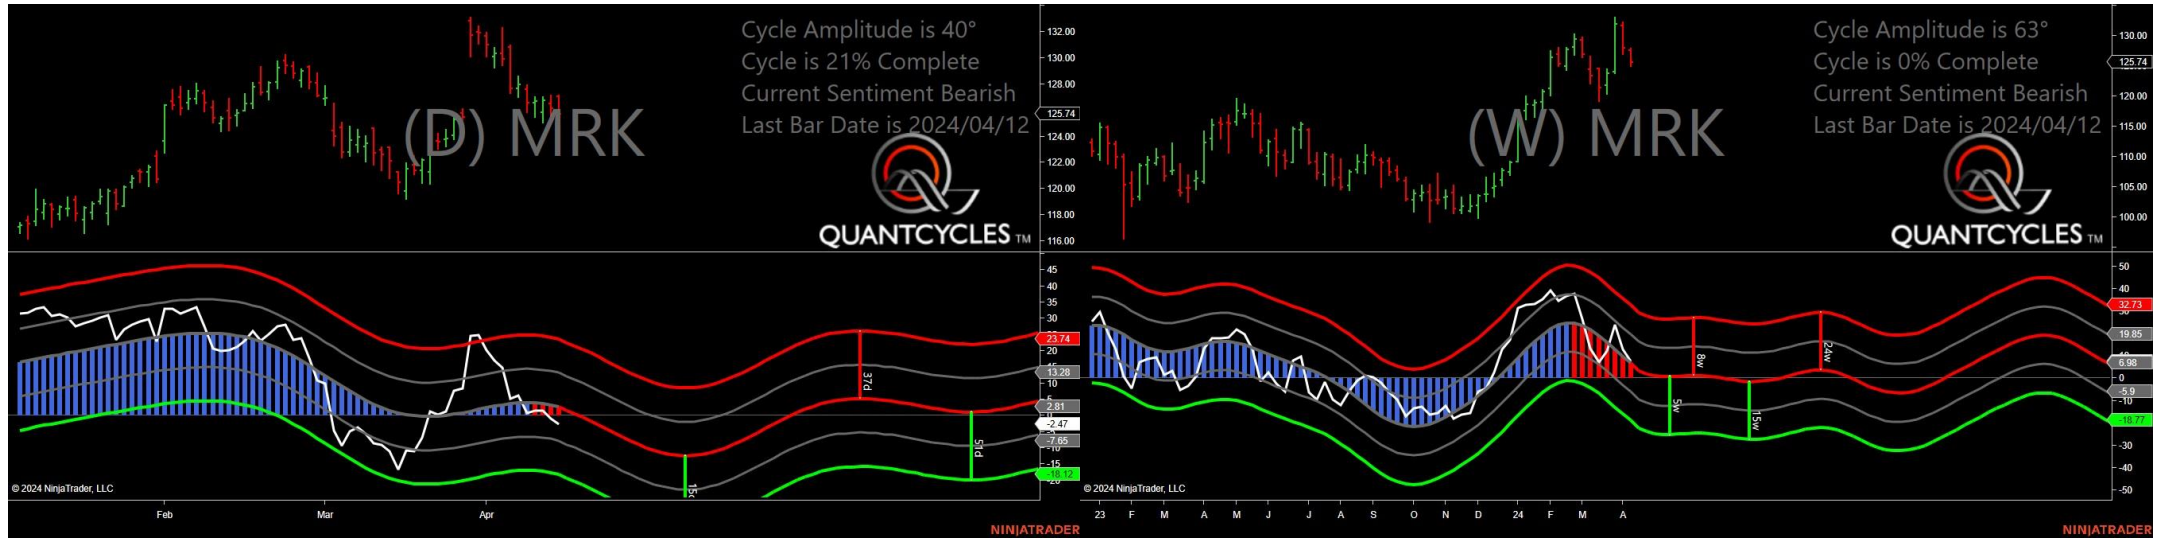 Cycle Amplitude is 40°
Cycle is 21% Complete
Current Sentiment Bearish
Last Bar Date is 2024/04/12
(D) MRK
QUANTCYCLES TM
132.00
130.00
128.00
125.74
124.00
122.00
120.00
118.00
116.00
45
40
35
30
23.74
20
13.28
10
2.81
-2.47
-7.65
-10
-15
-18.12
37d
51d
© 2024 NinjaTrader, LLC
Feb
Mar
Apr
NINJATRADER
Cycle Amplitude is 63°
Cycle is 0% Complete
Current Sentiment Bearish
Last Bar Date is 2024/04/12
(W) MRK
QUANTCYCLES TM
130.00
125.74
120.00
115.00
110.00
105.00
100.00
50
40
32.73
19.85
6.98
0
-5.9
-10
-18.77
-30
-40
-50
8w
24w
5w
15w
© 2024 NinjaTrader, LLC
23 F M A M J J A S O N D 24 F M A
NINJATRADER